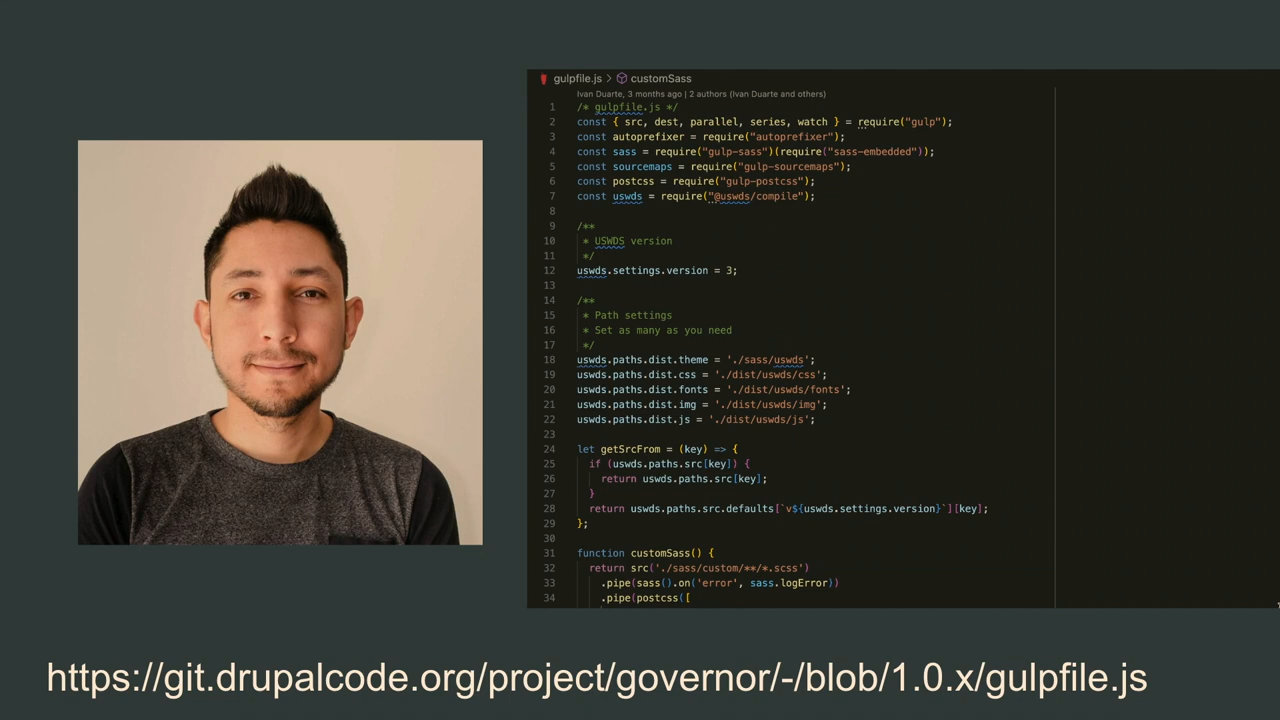 gulpfile.js > customSass
Ivan Duarte, 3 months ago | 2 authors (Ivan Duarte and others)
1 /* gulpfile.js */
2 const { src, dest, parallel, series, watch } = require("gulp");
3 const autoprefixer = require("autoprefixer");
4 const sass = require("gulp-sass")(require("sass-embedded"));
5 const sourcemaps = require("gulp-sourcemaps");
6 const postcss = require("gulp-postcss");
7 const uswds = require("@uswds/compile");
8
9 /**
10 * USWDS version
11 */
12 uswds.settings.version = 3;
13
14 /**
15 * Path settings
16 * Set as many as you need
17 */
18 uswds.paths.dist.theme = './sass/uswds';
19 uswds.paths.dist.css = './dist/uswds/css';
20 uswds.paths.dist.fonts = './dist/uswds/fonts';
21 uswds.paths.dist.img = './dist/uswds/img';
22 uswds.paths.dist.js = './dist/uswds/js';
23
24 let getSrcFrom = (key) => {
25 if (uswds.paths.src[key]) {
26 return uswds.paths.src[key];
27 }
28 return uswds.paths.src.defaults[`v${uswds.settings.version}`][key];
29 };
30
31 function customSass() {
32 return src('./sass/custom/**/*.scss')
33 .pipe(sass().on('error', sass.logError))
34 .pipe(postcss([
https://git.drupalcode.org/project/governor/-/blob/1.0.x/gulpfile.js